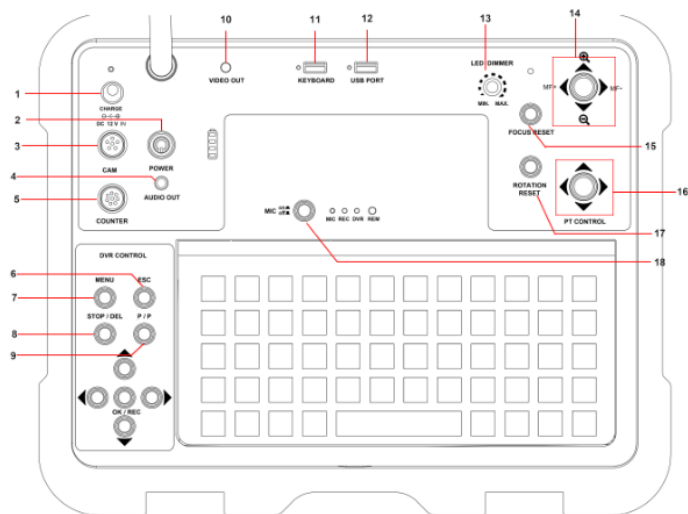 10
11
12
13
14
1
CHARGE
DC 12 V IN
2
POWER
3
CAM
4
AUDIO OUT
5
COUNTER
VIDEO OUT
KEYBOARD
USB PORT
LED DIMMER
MIN. MAX.
MF+
MF-
FOCUS RESET
15
ROTATION
RESET
16
PT CONTROL
17
MIC
MIC REC DVR REM
18
DVR CONTROL
6
MENU
ESC
7
STOP / DEL
P / P
8
9
OK / REC